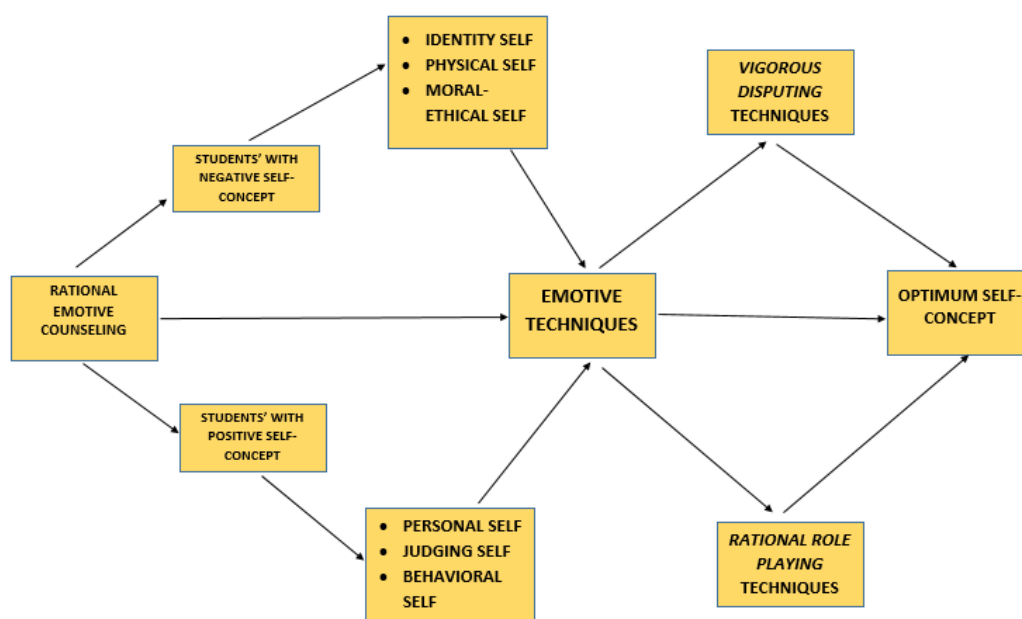 • IDENTITY SELF
• PHYSICAL SELF
• MORAL-
ETHICAL SELF
VIGOROUS
DISPUTING
TECHNIQUES
STUDENTS’ WITH
NEGATIVE SELF-
CONCEPT
RATIONAL
EMOTIVE
COUNSELING
EMOTIVE
TECHNIQUES
OPTIMUM SELF-
CONCEPT
STUDENTS’ WITH
POSITIVE SELF-
CONCEPT
• PERSONAL SELF
• JUDGING SELF
• BEHAVIORAL
SELF
RATIONAL ROLE
PLAYING
TECHNIQUES